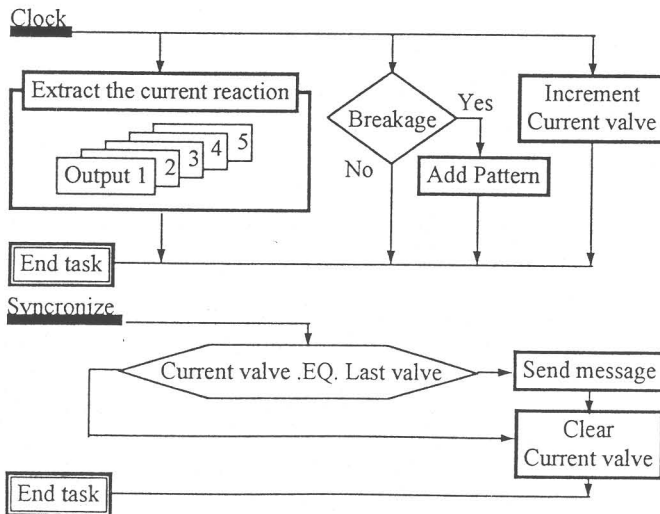 Clock
Extract the current reaction
Output 1
2
3
4
5
Breakage
Yes
No
Add Pattern
Increment
Current valve
End task
Syncronize
Current valve .EQ. Last valve
Send message
Clear
Current valve
End task